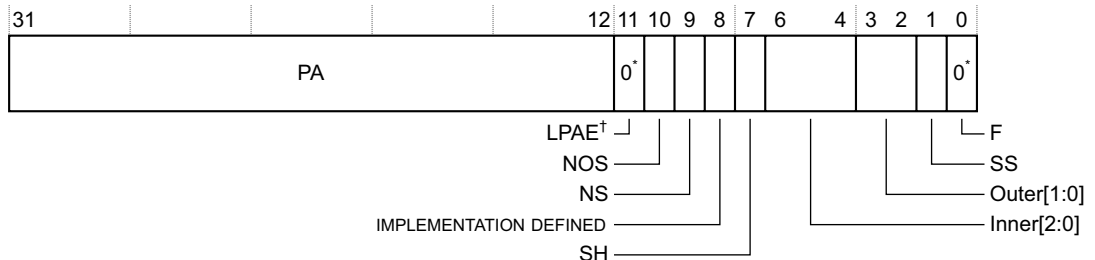 31 12 11 10 9 8 7 6 4 3 2 1 0
PA 0* 0*
LPAE† F
NOS SS
NS Outer[1:0]
IMPLEMENTATION DEFINED Inner[2:0]
SH